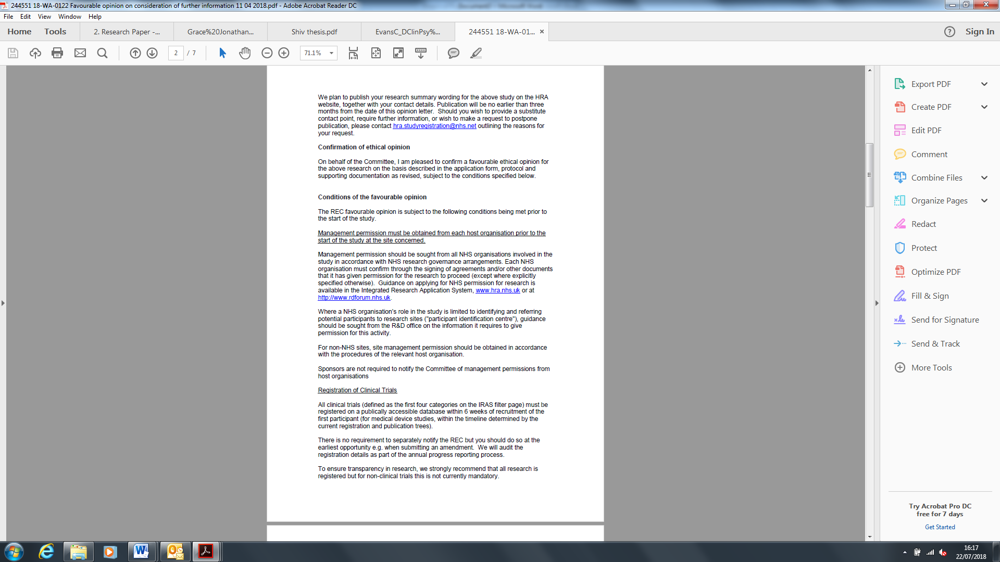 244551 18-WA-0122 Favourable opinion on consideration of further information 11 04 2018.pdf - Adobe Acrobat Reader DC
File Edit View Window Help
Home Tools 2. Research Paper -... Grace%20Jonathan... Shiv thesis.pdf EvansC_DClinPsy%... 244551 18-WA-01... × Sign In
2 / 7 71.1%
We plan to publish your research summary wording for the above study on the HRA
website, together with your contact details. Publication will be no earlier than three
months from the date of this opinion letter.  Should you wish to provide a substitute
contact point, require further information, or wish to make a request to postpone
publication, please contact hra.studyregistration@nhs.net outlining the reasons for
your request.
Confirmation of ethical opinion
On behalf of the Committee, I am pleased to confirm a favourable ethical opinion for
the above research on the basis described in the application form, protocol and
supporting documentation as revised, subject to the conditions specified below.
Conditions of the favourable opinion
The REC favourable opinion is subject to the following conditions being met prior to
the start of the study.
Management permission must be obtained from each host organisation prior to the
start of the study at the site concerned.
Management permission should be sought from all NHS organisations involved in the
study in accordance with NHS research governance arrangements. Each NHS
organisation must confirm through the signing of agreements and/or other documents
that it has given permission for the research to proceed (except where explicitly
specified otherwise).  Guidance on applying for NHS permission for research is
available in the Integrated Research Application System, www.hra.nhs.uk or at
http://www.rdforum.nhs.uk.
Where a NHS organisation's role in the study is limited to identifying and referring
potential participants to research sites ("participant identification centre"), guidance
should be sought from the R&D office on the information it requires to give
permission for this activity.
For non-NHS sites, site management permission should be obtained in accordance
with the procedures of the relevant host organisation.
Sponsors are not required to notify the Committee of management permissions from
host organisations
Registration of Clinical Trials
All clinical trials (defined as the first four categories on the IRAS filter page) must be
registered on a publically accessible database within 6 weeks of recruitment of the
first participant (for medical device studies, within the timeline determined by the
current registration and publication trees).
There is no requirement to separately notify the REC but you should do so at the
earliest opportunity e.g. when submitting an amendment.  We will audit the
registration details as part of the annual progress reporting process.
To ensure transparency in research, we strongly recommend that all research is
registered but for non-clinical trials this is not currently mandatory.
Export PDF
Create PDF
Edit PDF
Comment
Combine Files
Organize Pages
Redact
Protect
Optimize PDF
Fill & Sign
Send for Signature
Send & Track
More Tools
Try Acrobat Pro DC
free for 7 days
Get Started
16:17
22/07/2018